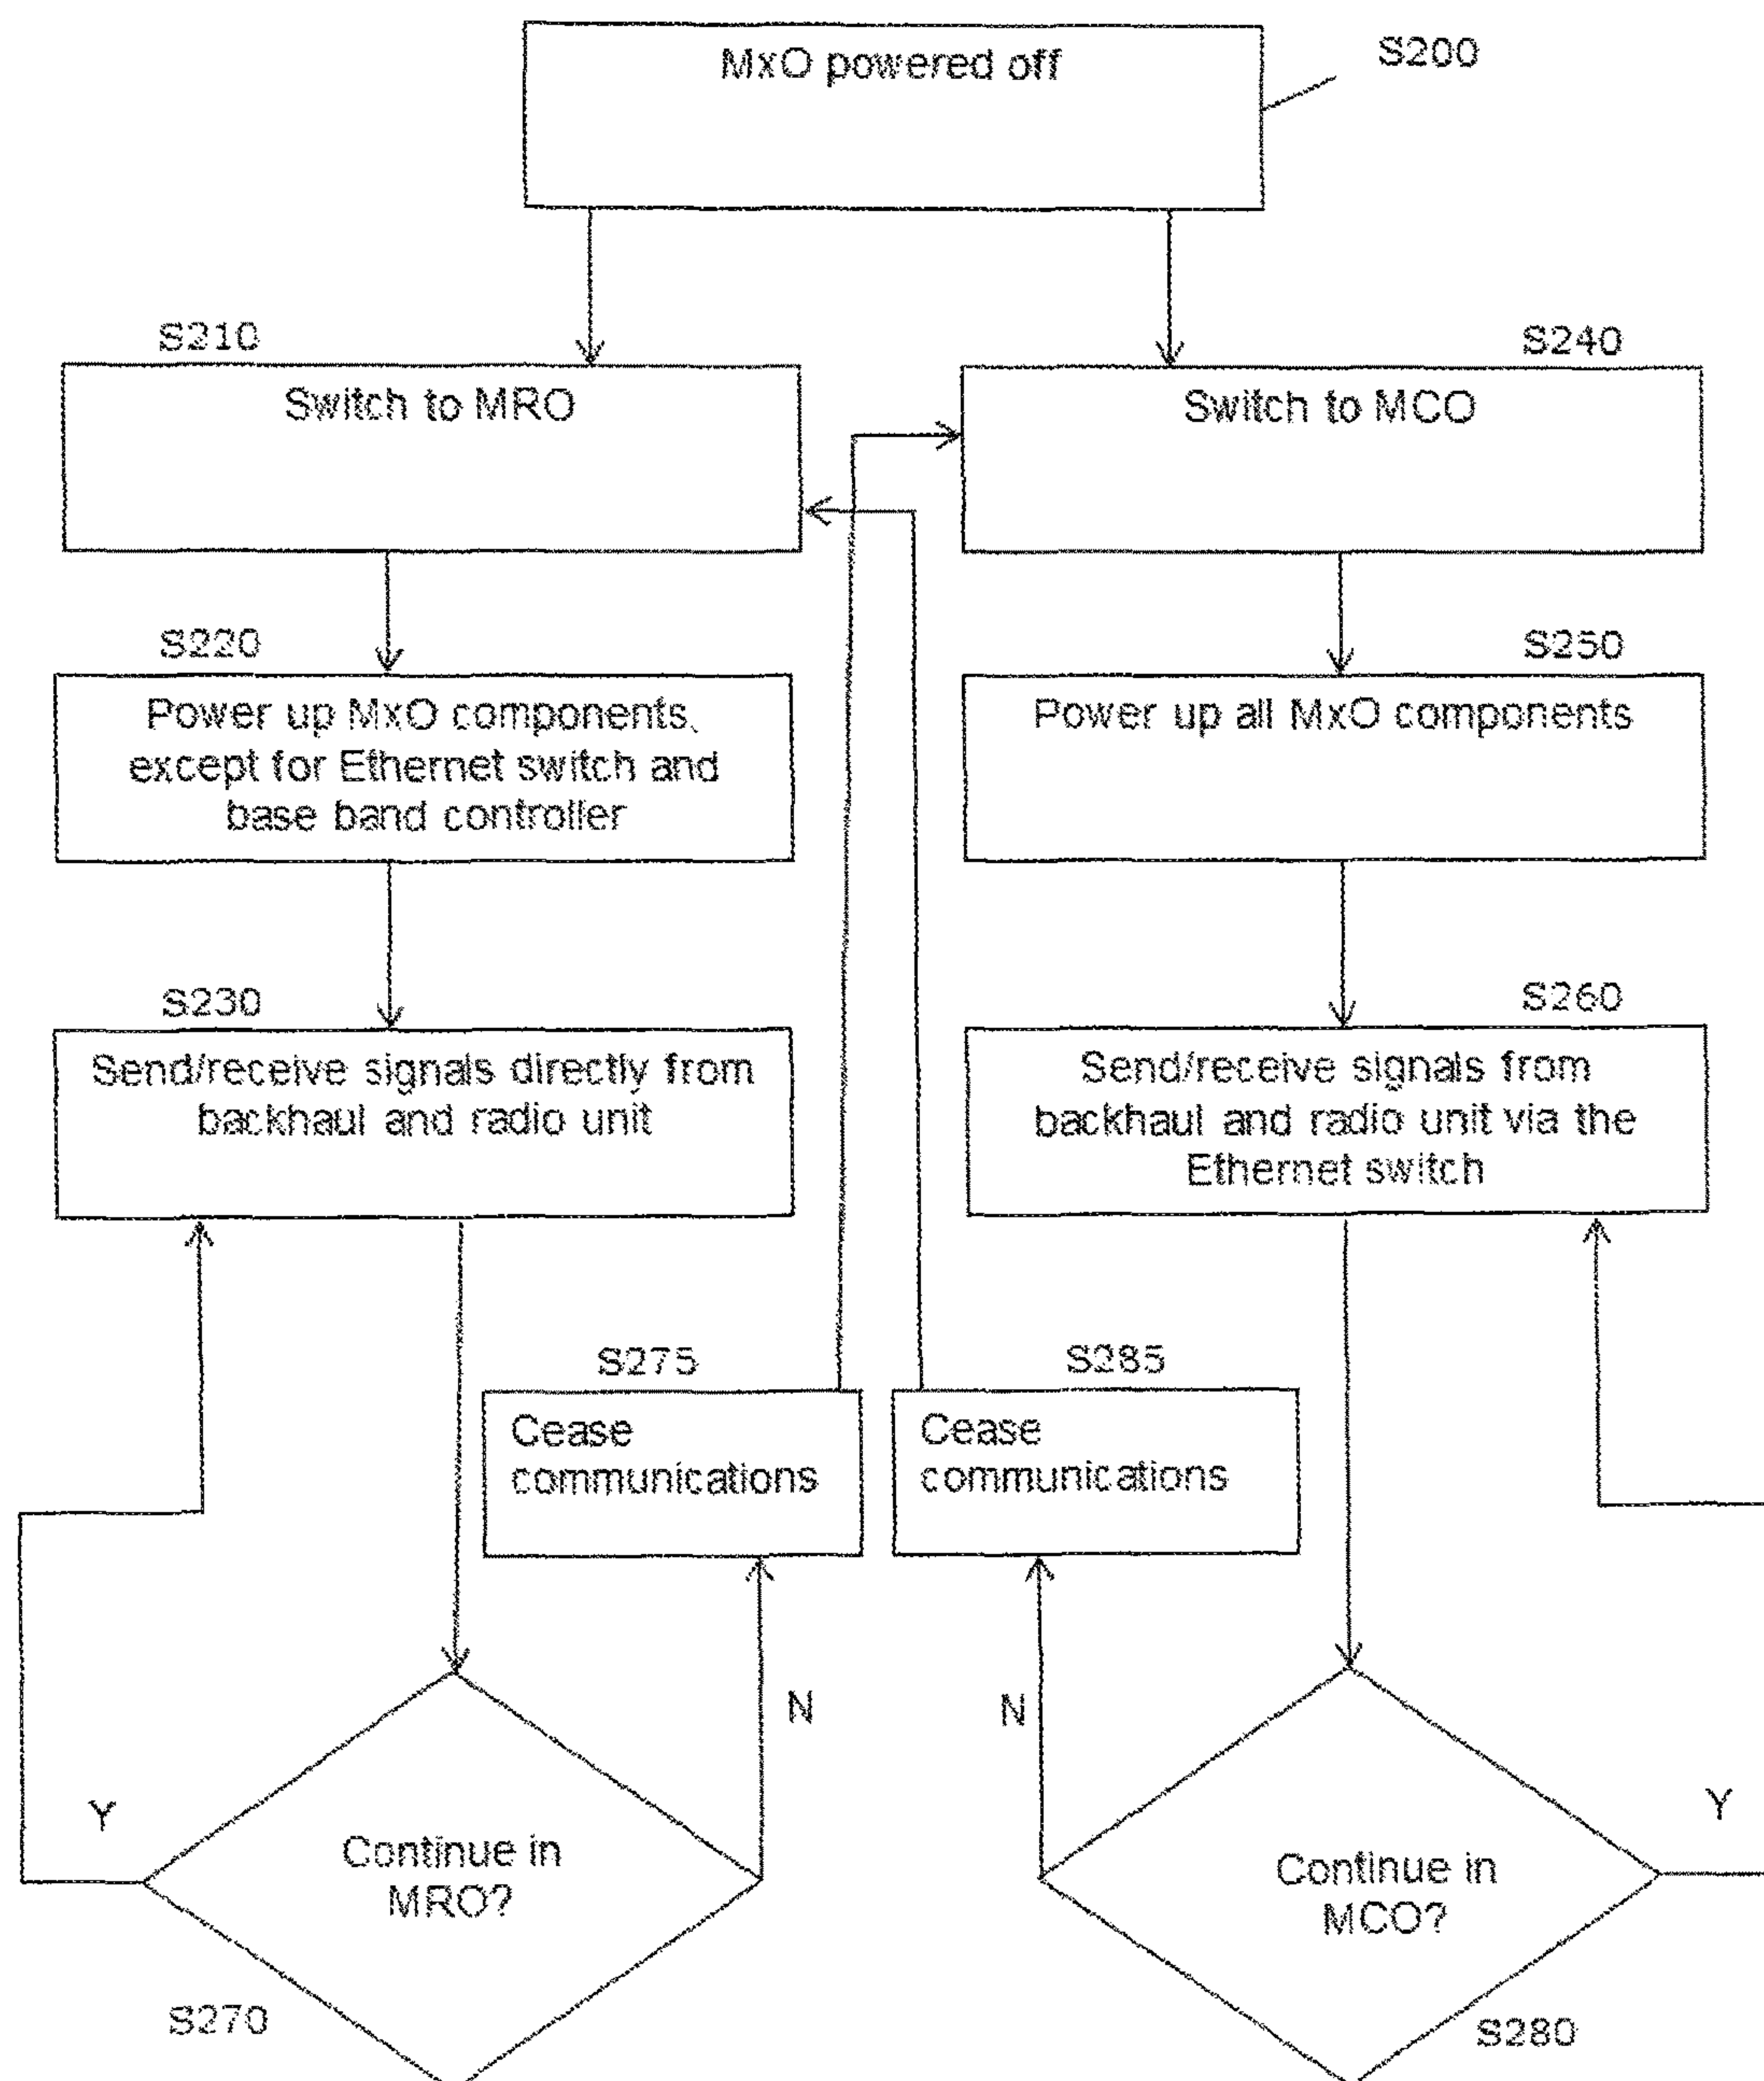 MxO powered off
S200
S210
Switch to MRO
S240
Switch to MCO
S220
Power up MxO components,
except for Ethernet switch and
base band controller
S250
Power up all MxO components
S230
Send/receive signals directly from
backhaul and radio unit
S260
Send/receive signals from
backhaul and radio unit via the
Ethernet switch
S275
Cease
communications
S285
Cease
communications
N
N
Y
Y
Continue in
MRO?
Continue in
MCO?
S270
S280